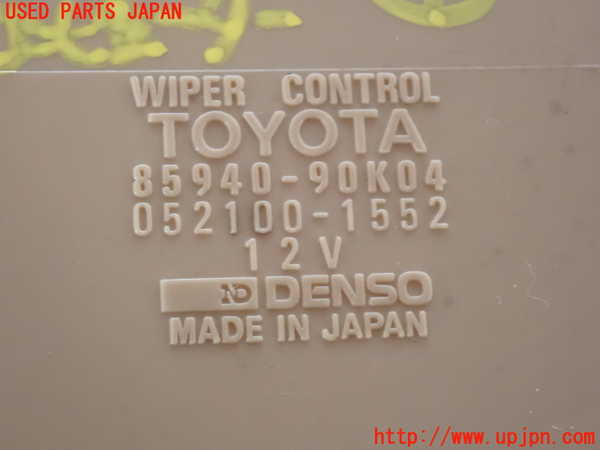 USED PARTS JAPAN
WIPER CONTROL
TOYOTA
85940-90K04
052100-1552
12V
ND DENSO
MADE IN JAPAN
http://www.upjpn.com/